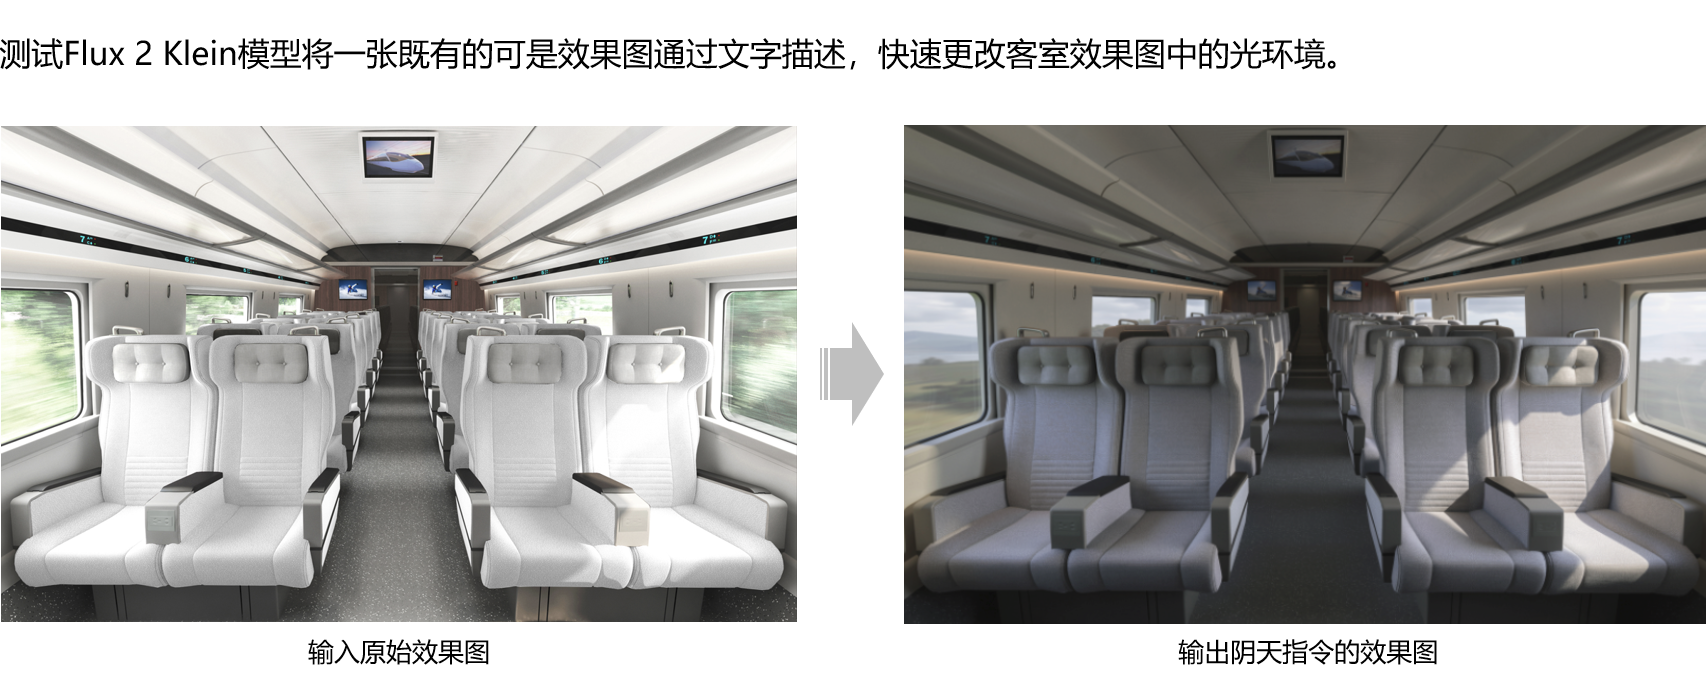 测试Flux 2 Klein模型将一张既有的可是效果图通过文字描述，快速更改客室效果图中的光环境。
输入原始效果图
输出阴天指令的效果图